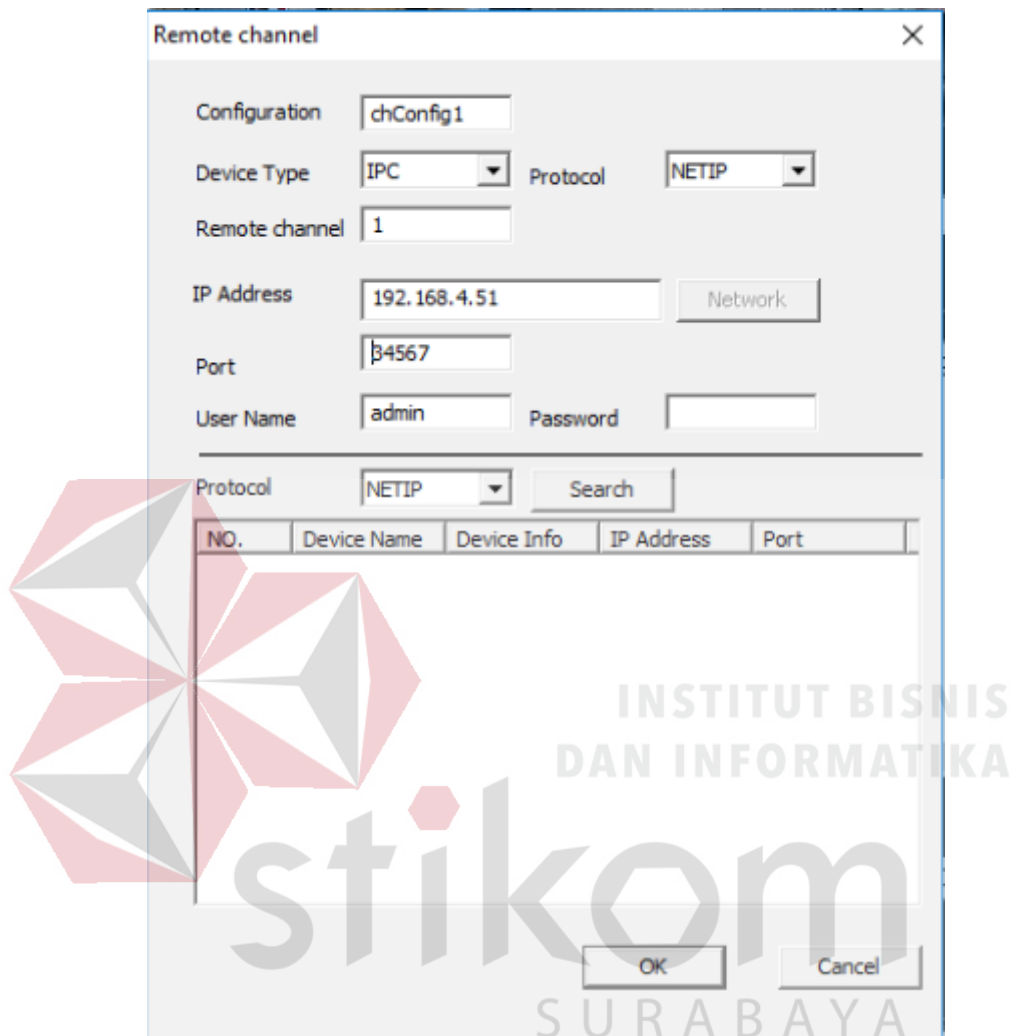 Remote channel
Configuration chConfig1
Device Type IPC Protocol NETIP
Remote channel 1
IP Address 192.168.4.51 Network
Port 34567
User Name admin Password
Protocol NETIP Search
NO. Device Name Device Info IP Address Port
INSTITUT BISNIS
DAN INFORMATIKA
stikom
OK Cancel
SURABAYA